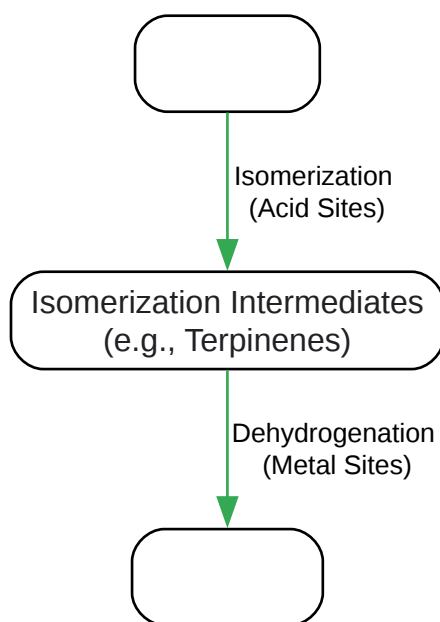 Isomerization
(Acid Sites)
Isomerization Intermediates
(e.g., Terpinenes)
Dehydrogenation
(Metal Sites)